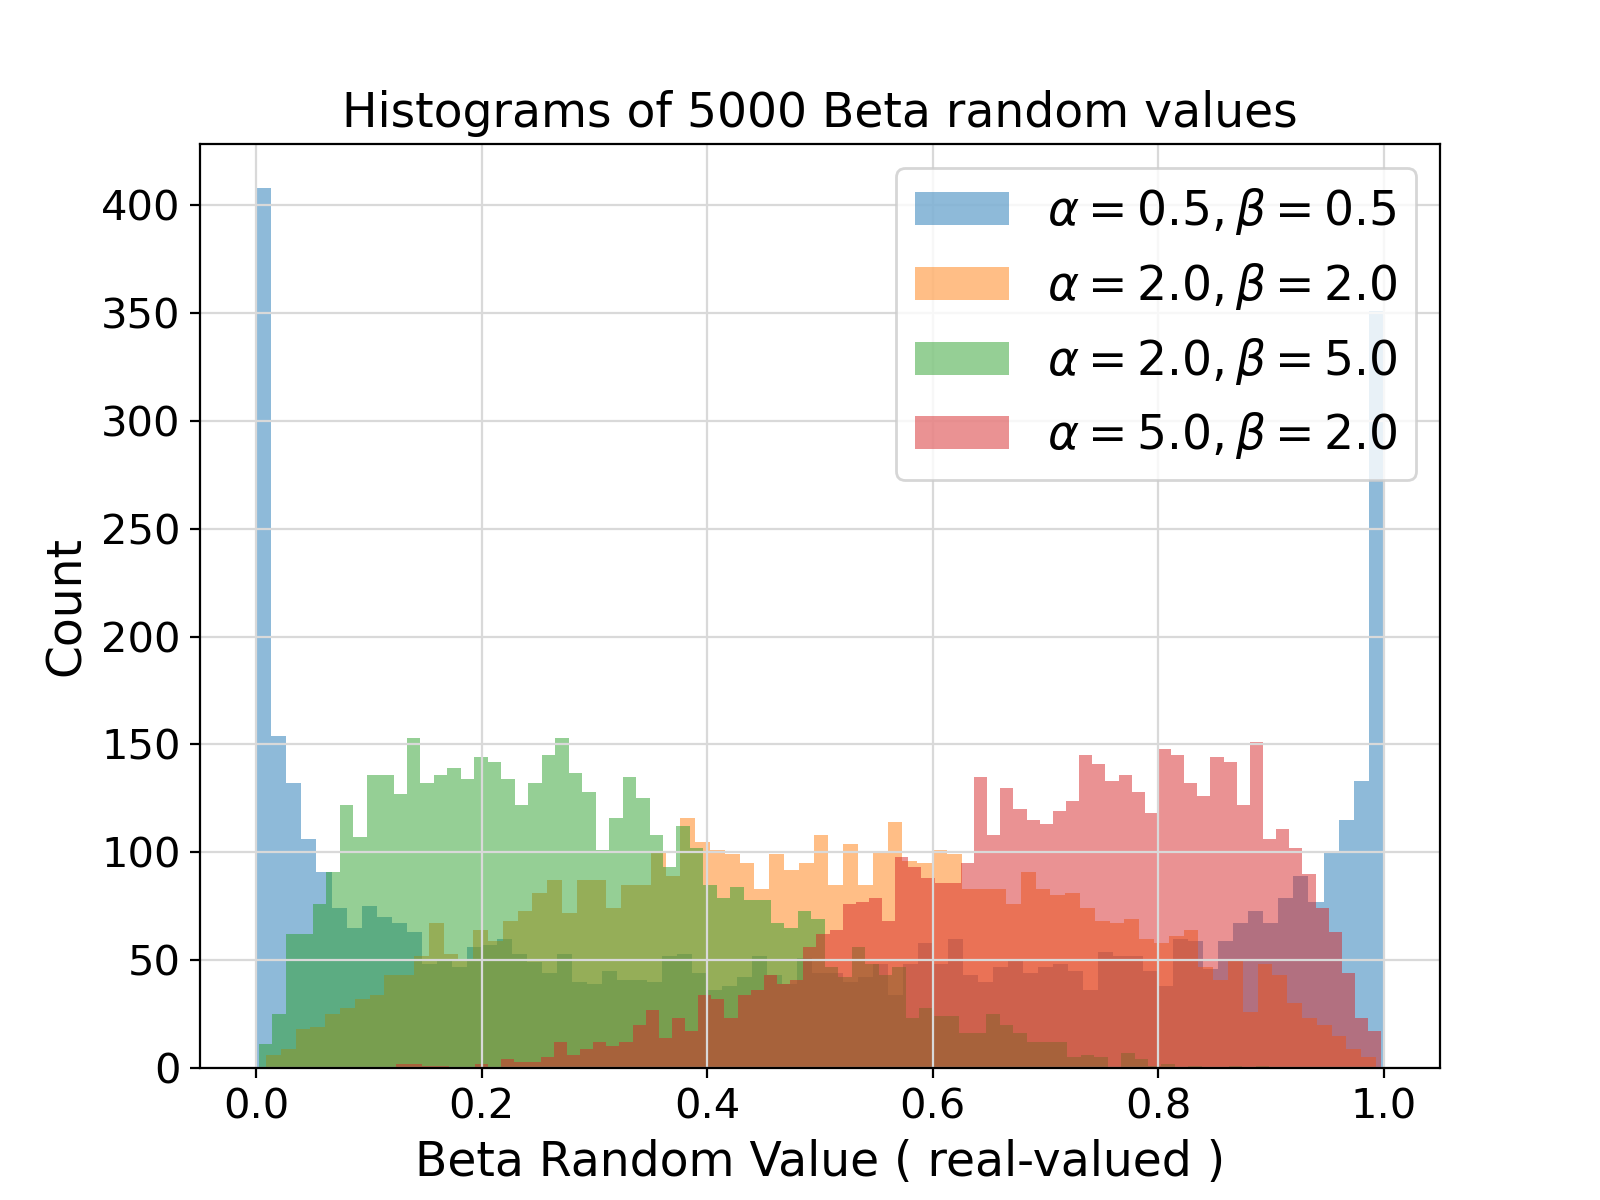 Histograms of 5000 Beta random values
α = 0.5, β = 0.5
α = 2.0, β = 2.0
α = 2.0, β = 5.0
α = 5.0, β = 2.0
400
350
300
250
200
150
100
50
0
Count
0.0 0.2 0.4 0.6 0.8 1.0
Beta Random Value ( real-valued )